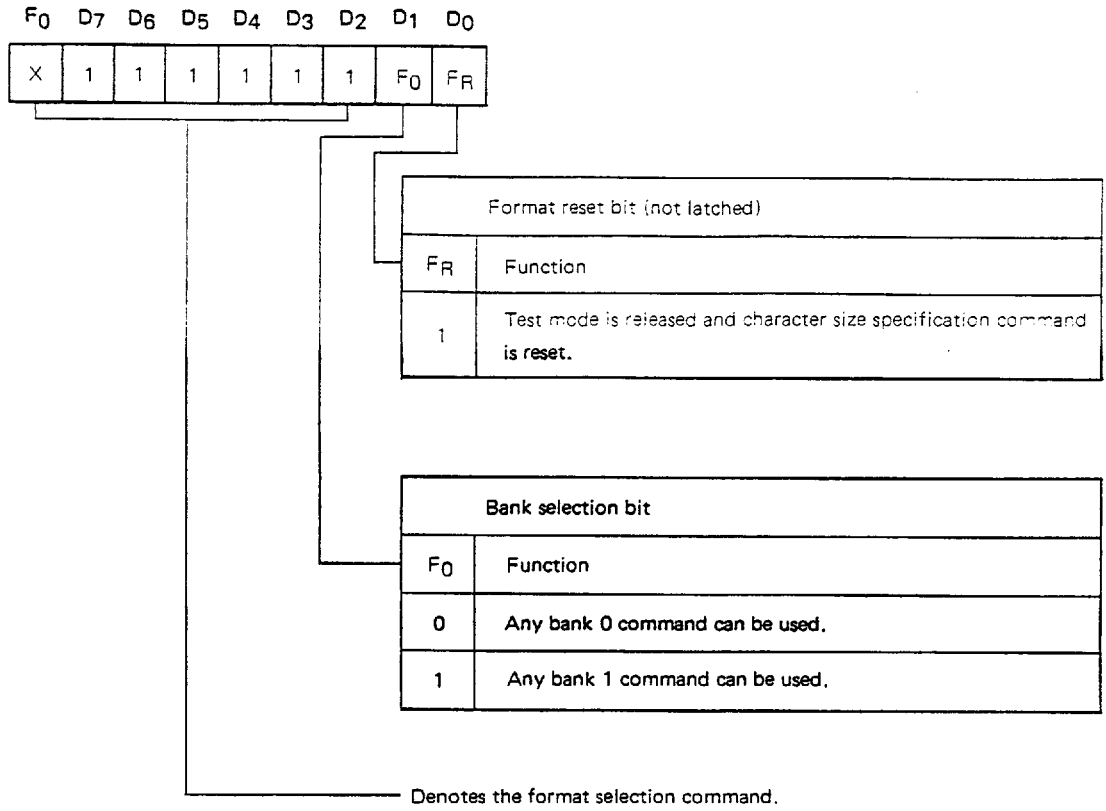 F0 D7 D6 D5 D4 D3 D2 D1 D0
X 1 1 1 1 1 1 F0 FR
Format reset bit (not latched)
FR Function
1 Test mode is released and character size specification command
is reset.
Bank selection bit
F0 Function
0 Any bank 0 command can be used.
1 Any bank 1 command can be used.
Denotes the format selection command.